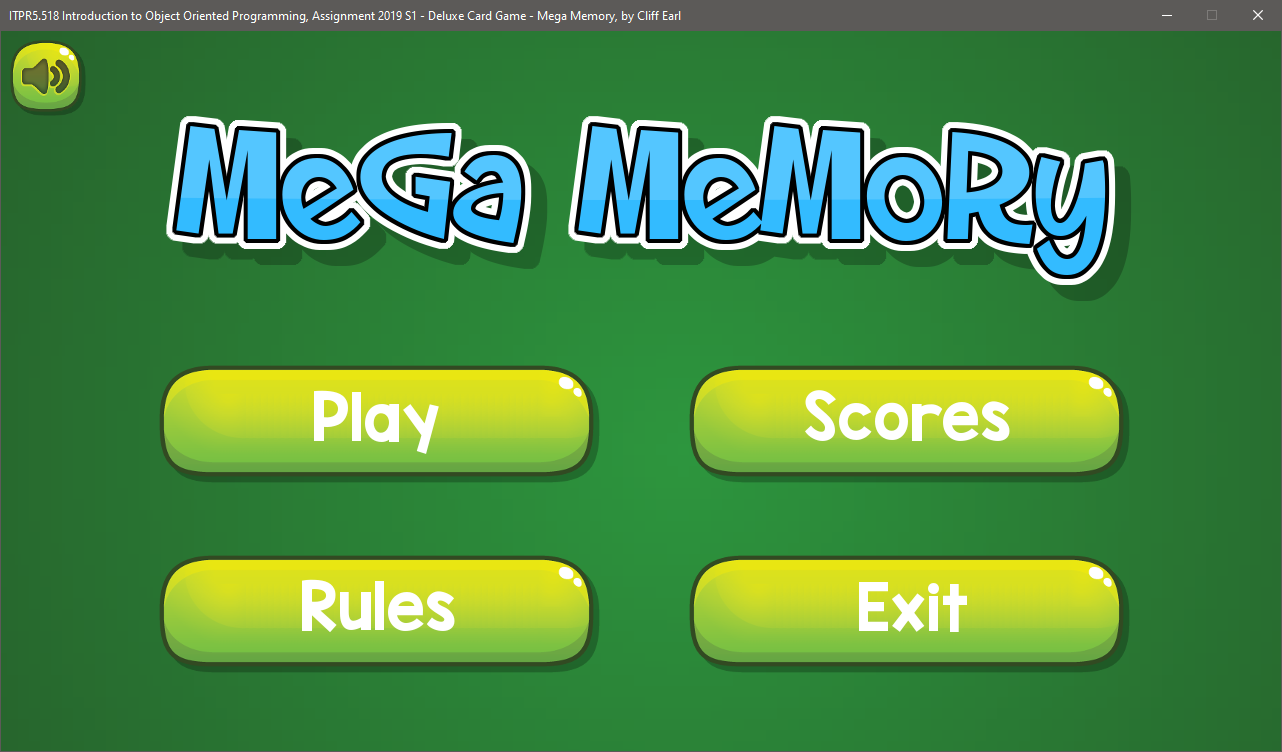 ITPR5.518 Introduction to Object Oriented Programming, Assignment 2019 S1 - Deluxe Card Game - Mega Memory, by Cliff Earl
MeGa MeMoRy
Play
Scores
Rules
Exit